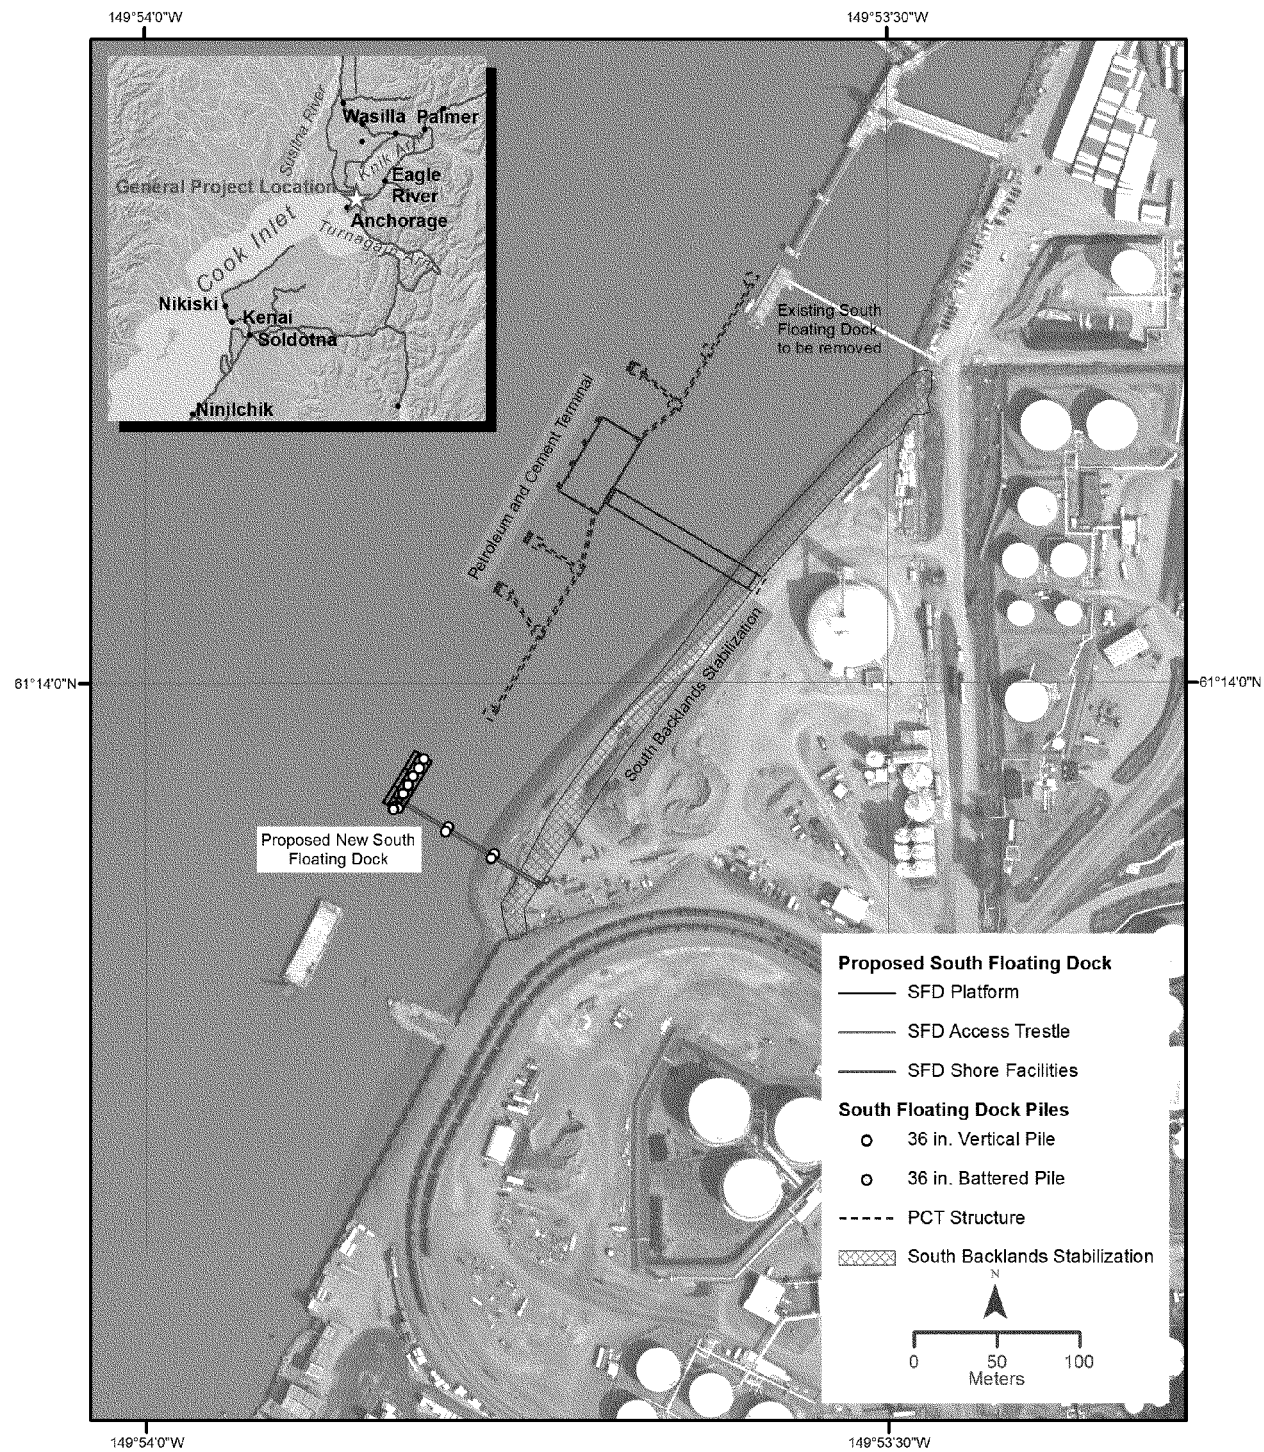 149°54'0"W
149°53'30"W
Susitna River
Wasilla
Palmer
Knik Arm
General Project Location
Eagle
River
Anchorage
Cook Inlet
Turnagain Arm
Nikiski
Kenai
Soldotna
Ninilchik
Existing South
Floating Dock
to be removed
Petroleum and Cement Terminal
South Backlands Stabilization
61°14'0"N
61°14'0"N
Proposed New South
Floating Dock
Proposed South Floating Dock
SFD Platform
SFD Access Trestle
SFD Shore Facilities
South Floating Dock Piles
36 in. Vertical Pile
36 in. Battered Pile
PCT Structure
South Backlands Stabilization
N
0 50 100
Meters
149°54'0"W
149°53'30"W